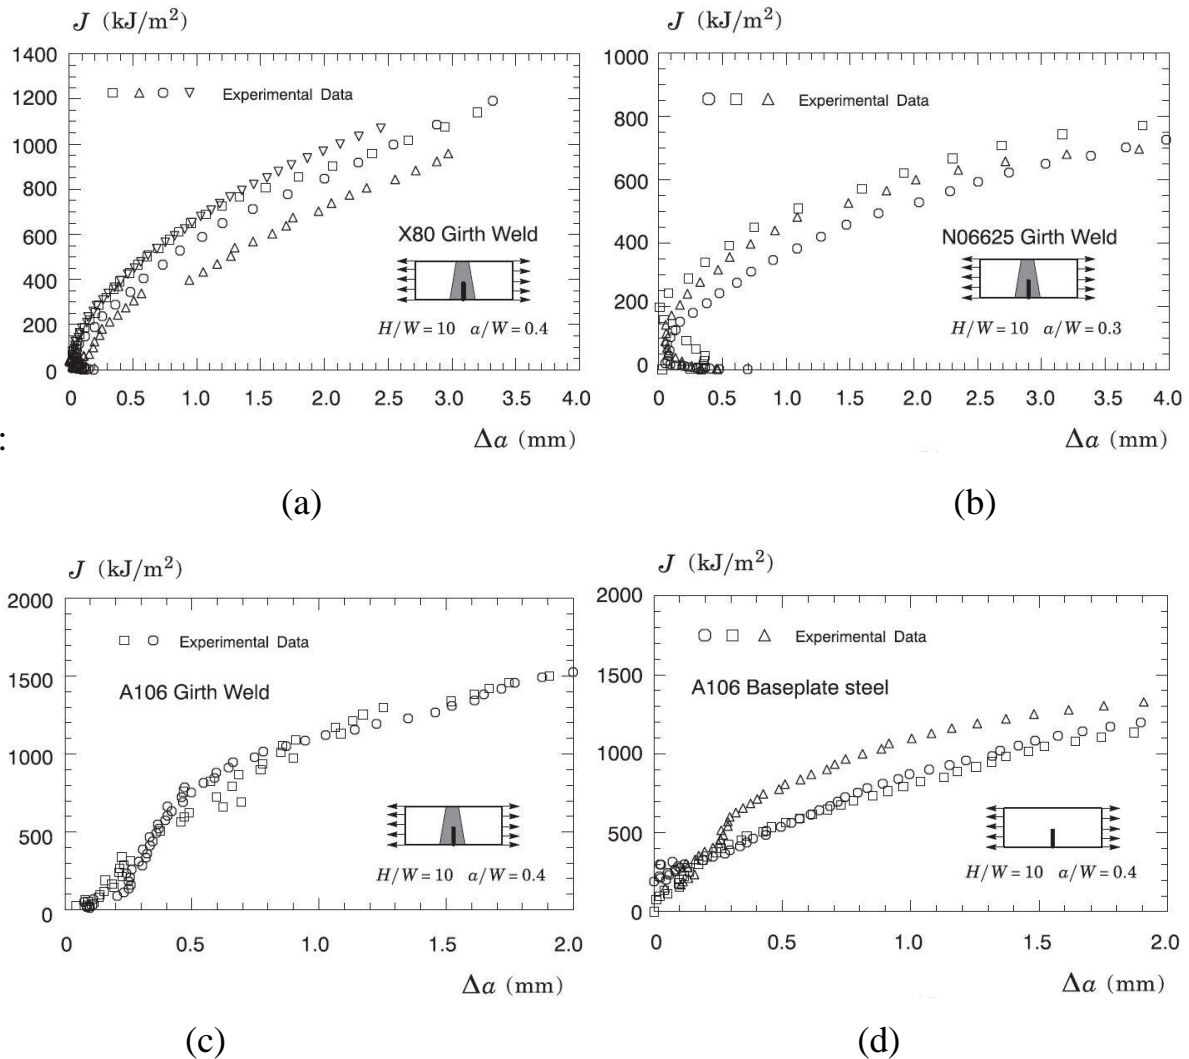 J (kJ/m²)
1400
1200
1000
800
600
400
200
0
Experimental Data
X80 Girth Weld
H/W = 10 a/W = 0.4
0 0.5 1.0 1.5 2.0 2.5 3.0 3.5 4.0
Δa (mm)
:
(a)
J (kJ/m²)
1000
800
600
400
200
0
Experimental Data
N06625 Girth Weld
H/W = 10 a/W = 0.3
0 0.5 1.0 1.5 2.0 2.5 3.0 3.5 4.0
Δa (mm)
(b)
J (kJ/m²)
2000
1500
1000
500
0
Experimental Data
A106 Girth Weld
H/W = 10 a/W = 0.4
0 0.5 1.0 1.5 2.0
Δa (mm)
(c)
J (kJ/m²)
2000
1500
1000
500
0
Experimental Data
A106 Baseplate steel
H/W = 10 a/W = 0.4
0 0.5 1.0 1.5 2.0
Δa (mm)
(d)